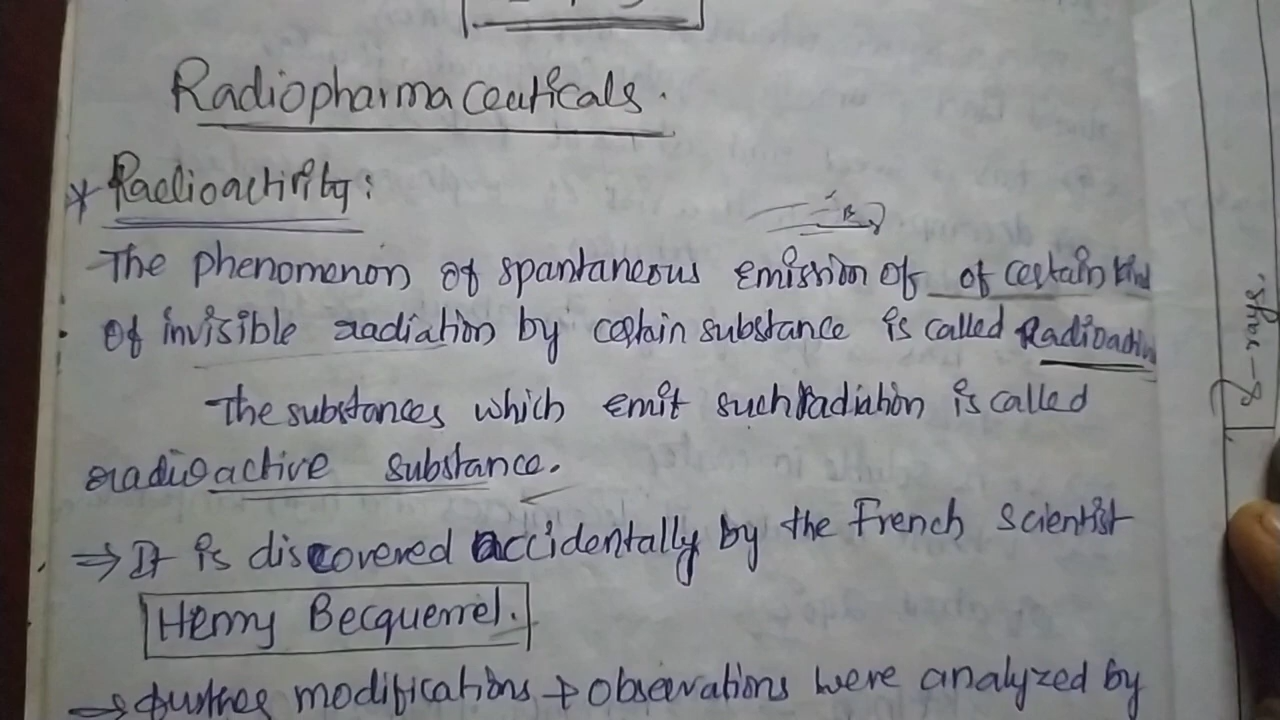 Radiopharmaceuticals.
* Radioactivity:
The phenomenon of spontaneous emission of of certain kind
of invisible radiation by certain substance is called Radioactiv
The substances which emit such radiation is called
radioactive substance.
⇒ It is discovered accidentally by the French scientist
Henry Becquerrel.
→ further modifications + observations were analyzed by